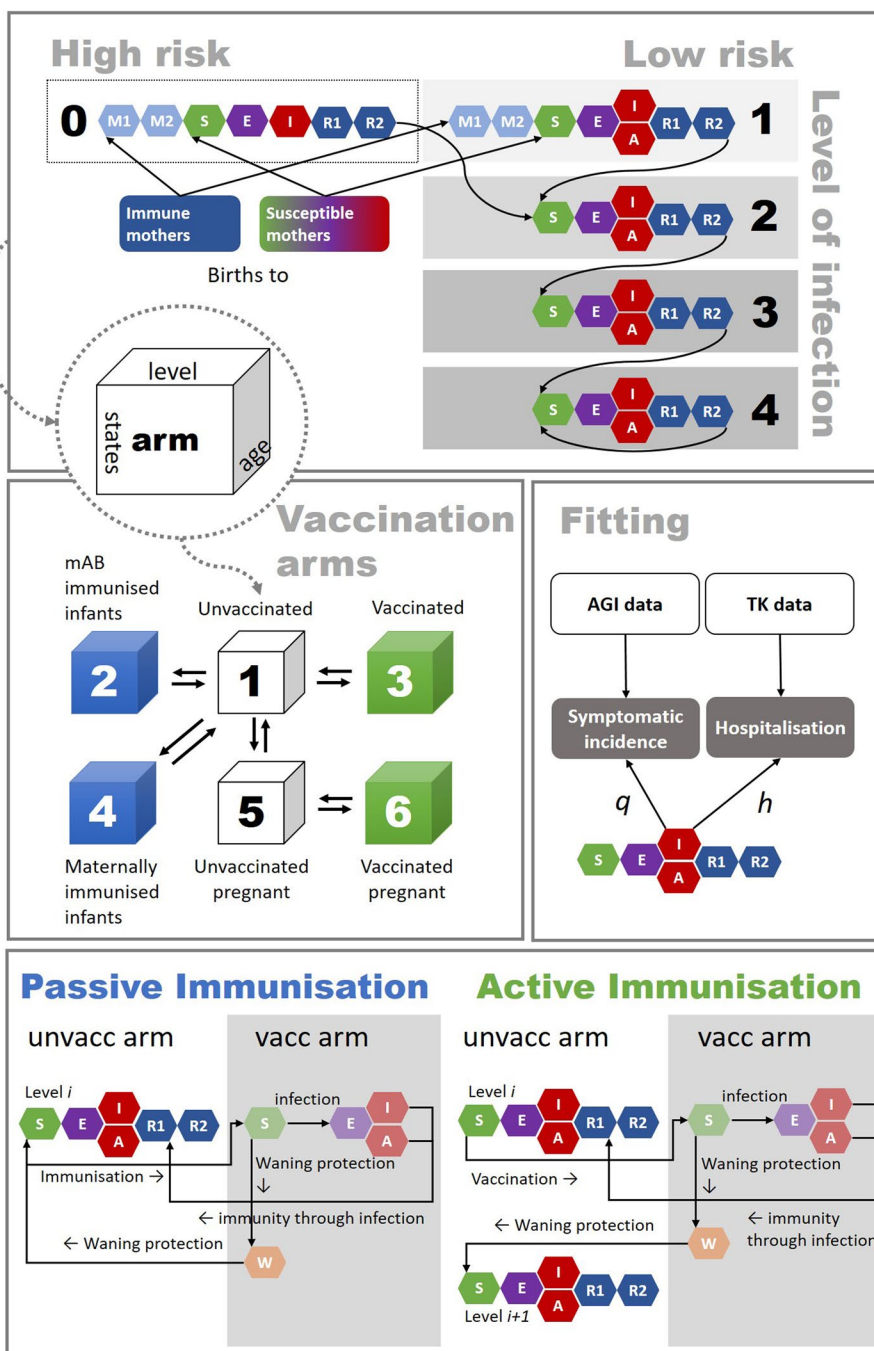 High risk
Low risk
Level of infection
0 M1 M2 S E I R1 R2
M1 M2 S E I A R1 R2 1
Immune mothers
Susceptible mothers
Births to
S E I A R1 R2 2
S E I A R1 R2 3
S E I A R1 R2 4
level
states
arm
age
Vaccination
arms
mAB
immunised
infants
Unvaccinated
Vaccinated
2
1
3
4
5
6
Maternally
immunised
infants
Unvaccinated
pregnant
Vaccinated
pregnant
Fitting
AGI data
TK data
Symptomatic
incidence
Hospitalisation
q
h
S E I A R1 R2
Passive Immunisation
unvacc arm
vacc arm
Level i
S E I A R1 R2
S
infection
E
I
A
Immunisation →
Waning protection
↓
← immunity through infection
← Waning protection
W
Active Immunisation
unvacc arm
vacc arm
Level i
S E I A R1 R2
S
infection
E
I
A
Vaccination →
Waning protection
↓
← Waning protection
← immunity
through infection
W
S E I A R1 R2
Level i+1